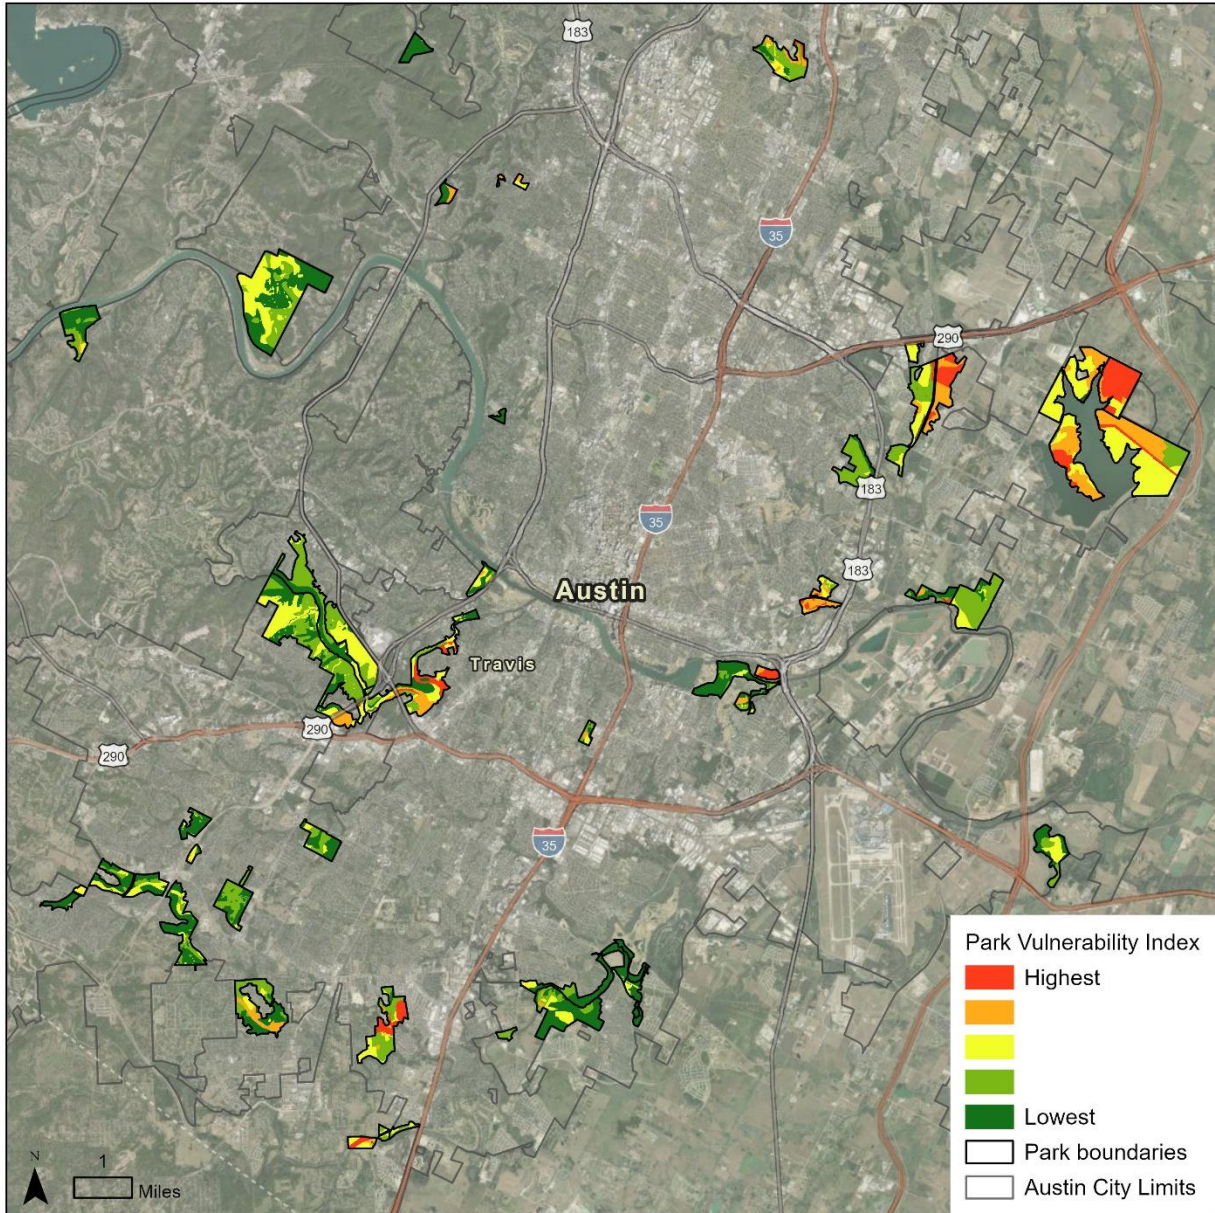 183
35
290
183
35
183
Austin
Travis
290
290
35
Park Vulnerability Index
Highest
Lowest
Park boundaries
Austin City Limits
N
1
Miles